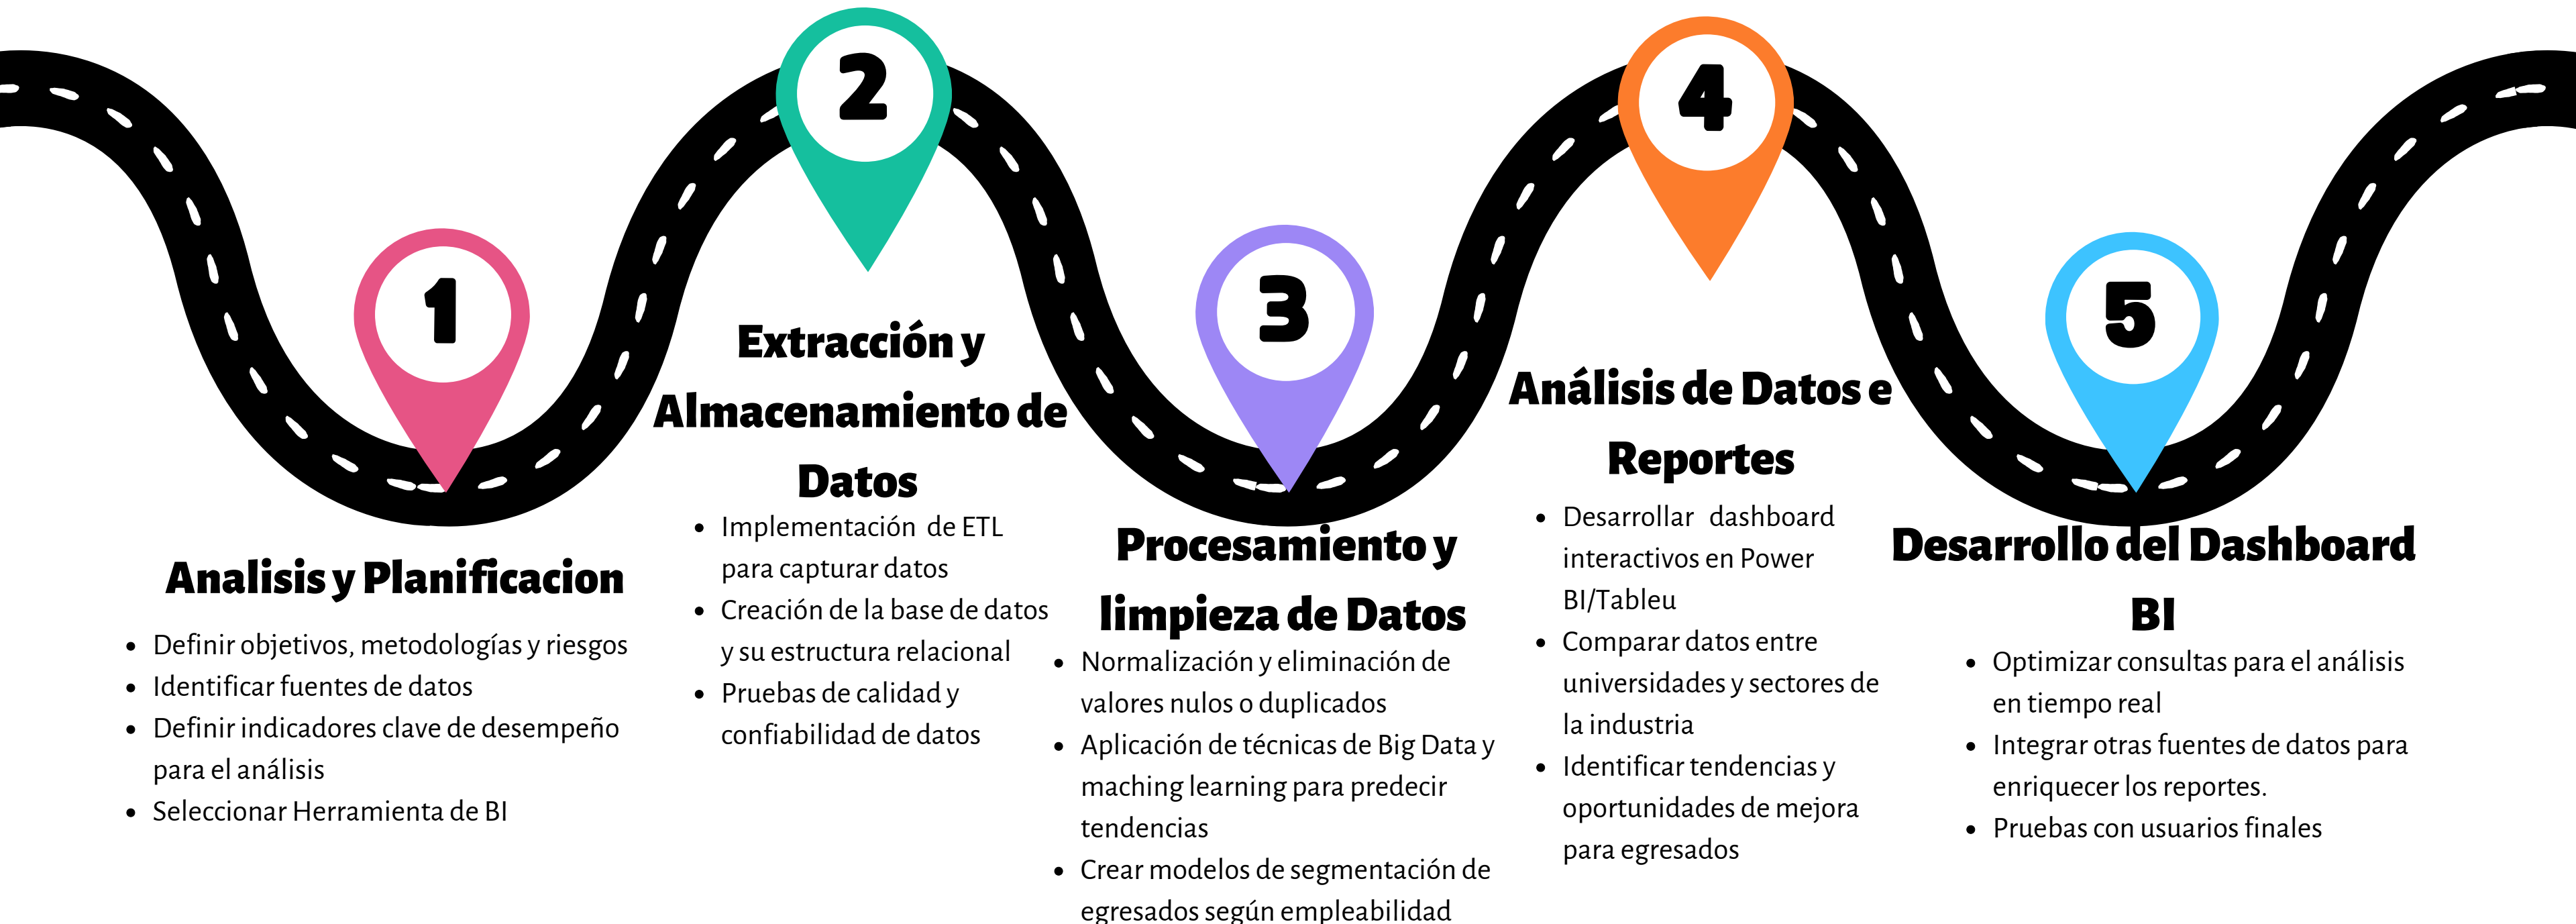 1
Analisis y Planificacion
• Definir objetivos, metodologías y riesgos
• Identificar fuentes de datos
• Definir indicadores clave de desempeño
para el análisis
• Seleccionar Herramienta de BI
2
Extracción y
Almacenamiento de
Datos
• Implementación de ETL
para capturar datos
• Creación de la base de datos
y su estructura relacional
• Pruebas de calidad y
confiabilidad de datos
3
Procesamiento y
limpieza de Datos
• Normalización y eliminación de
valores nulos o duplicados
• Aplicación de técnicas de Big Data y
maching learning para predecir
tendencias
• Crear modelos de segmentación de
egresados según empleabilidad
4
Análisis de Datos e
Reportes
• Desarrollar dashboard
interactivos en Power
BI/Tableu
• Comparar datos entre
universidades y sectores de
la industria
• Identificar tendencias y
oportunidades de mejora
para egresados
5
Desarrollo del Dashboard
BI
• Optimizar consultas para el análisis
en tiempo real
• Integrar otras fuentes de datos para
enriquecer los reportes.
• Pruebas con usuarios finales